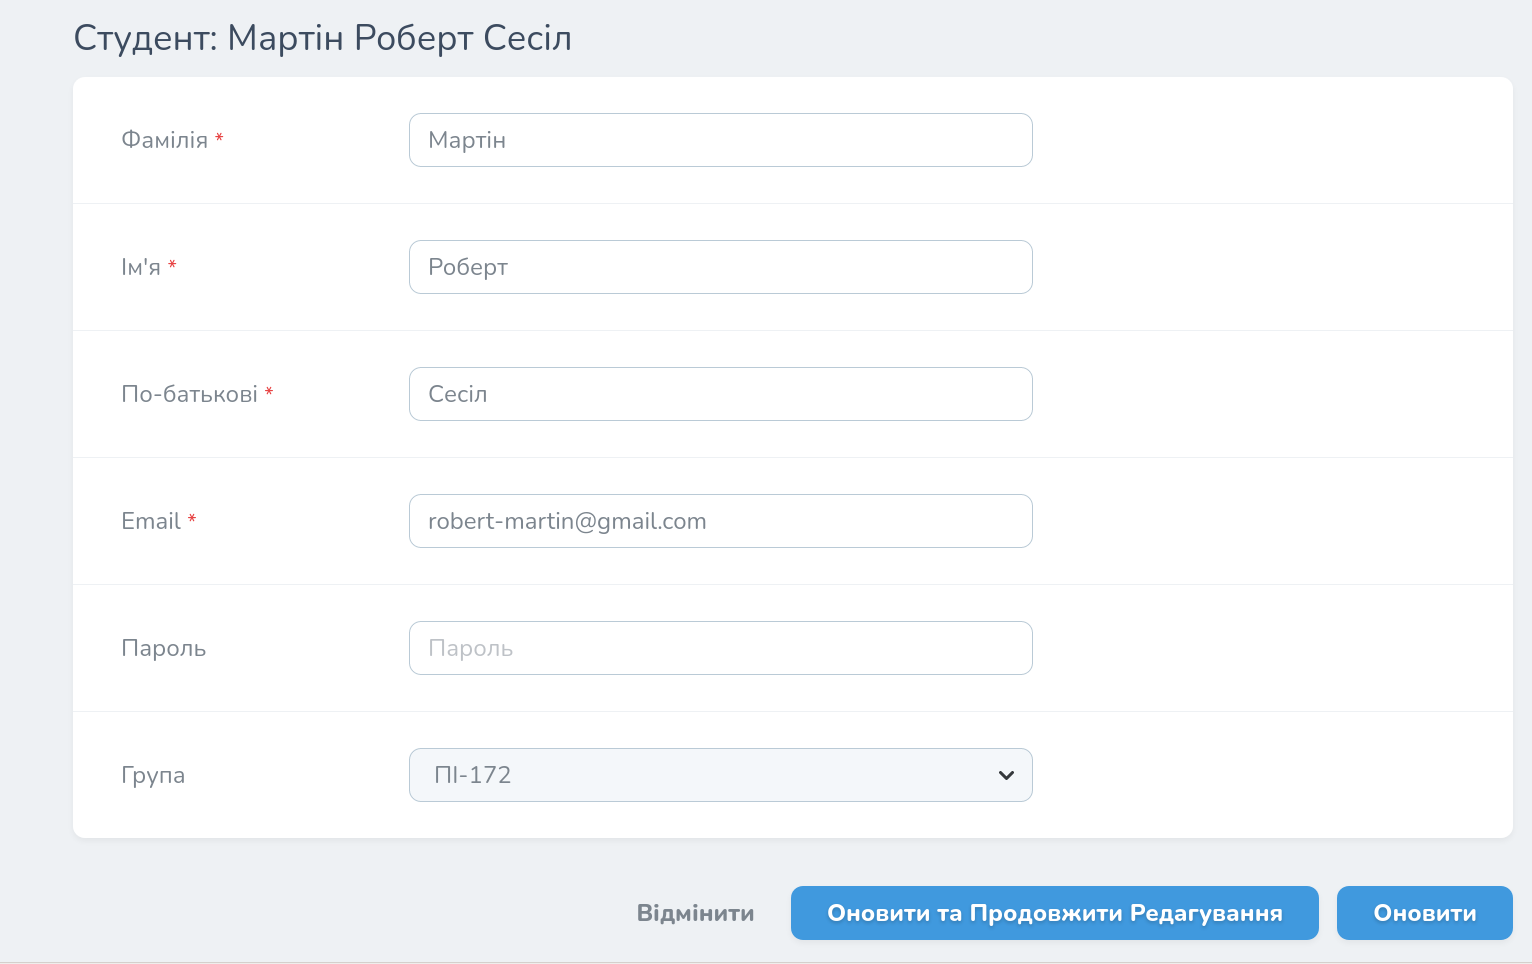 Студент: Мартін Роберт Сесіл
Фамілія *
Мартін
Ім'я *
Роберт
По-батькові *
Сесіл
Email *
robert-martin@gmail.com
Пароль
Пароль
Група
ПІ-172
Відмінити
Оновити та Продовжити Редагування
Оновити